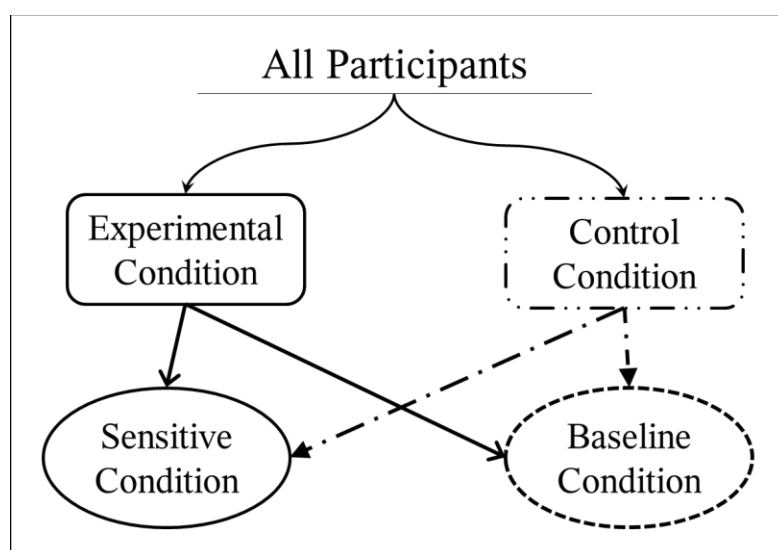 All Participants
Experimental
Condition
Control
Condition
Sensitive
Condition
Baseline
Condition